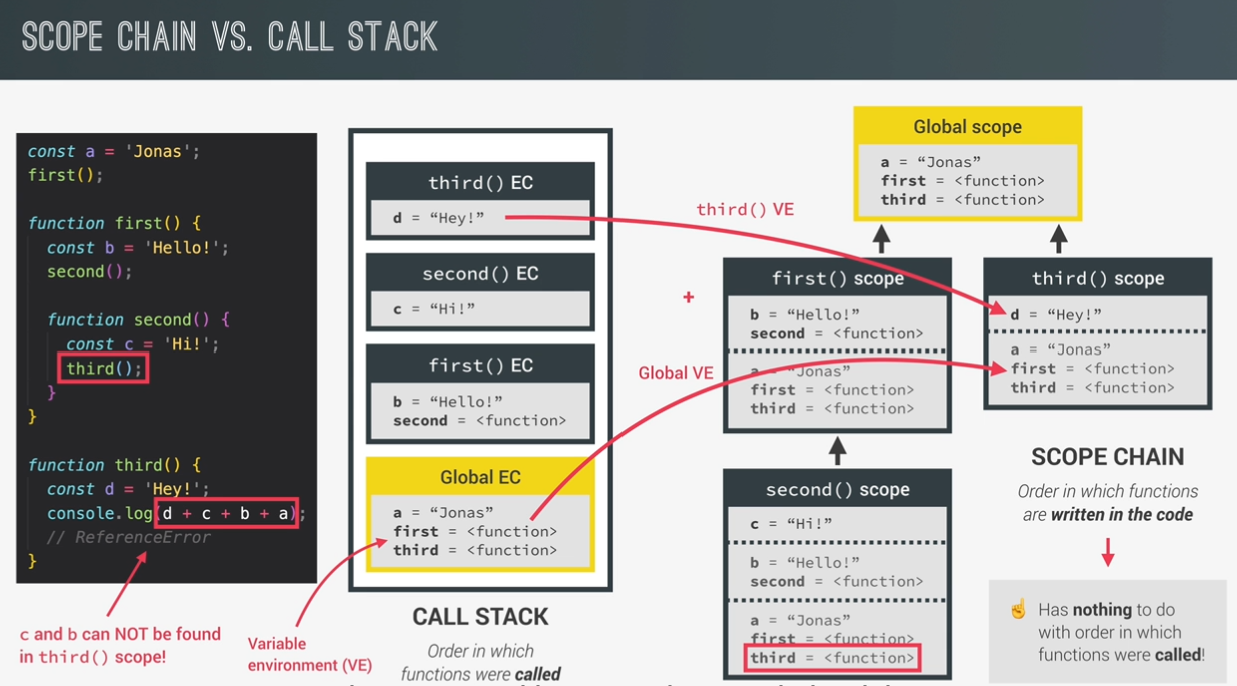 SCOPE CHAIN VS. CALL STACK
const a = 'Jonas';
first();
function first() {
const b = 'Hello!';
second();
function second() {
const c = 'Hi!';
third();
}
}
function third() {
const d = 'Hey!';
console.log(d + c + b + a);
// ReferenceError
}
c and b can NOT be found
in third() scope!
third() EC
d = “Hey!”
second() EC
c = “Hi!”
first() EC
b = “Hello!”
second = <function>
Global EC
a = “Jonas”
first = <function>
third = <function>
Variable
environment (VE)
CALL STACK
Order in which
functions were called
third() VE
+
Global VE
Global scope
a = “Jonas”
first = <function>
third = <function>
first() scope
b = “Hello!”
second = <function>
a = “Jonas”
first = <function>
third = <function>
second() scope
c = “Hi!”
b = “Hello!”
second = <function>
a = “Jonas”
first = <function>
third = <function>
third() scope
d = “Hey!”
a = “Jonas”
first = <function>
third = <function>
SCOPE CHAIN
Order in which functions
are written in the code
☝ Has nothing to do
with order in which
functions were called!